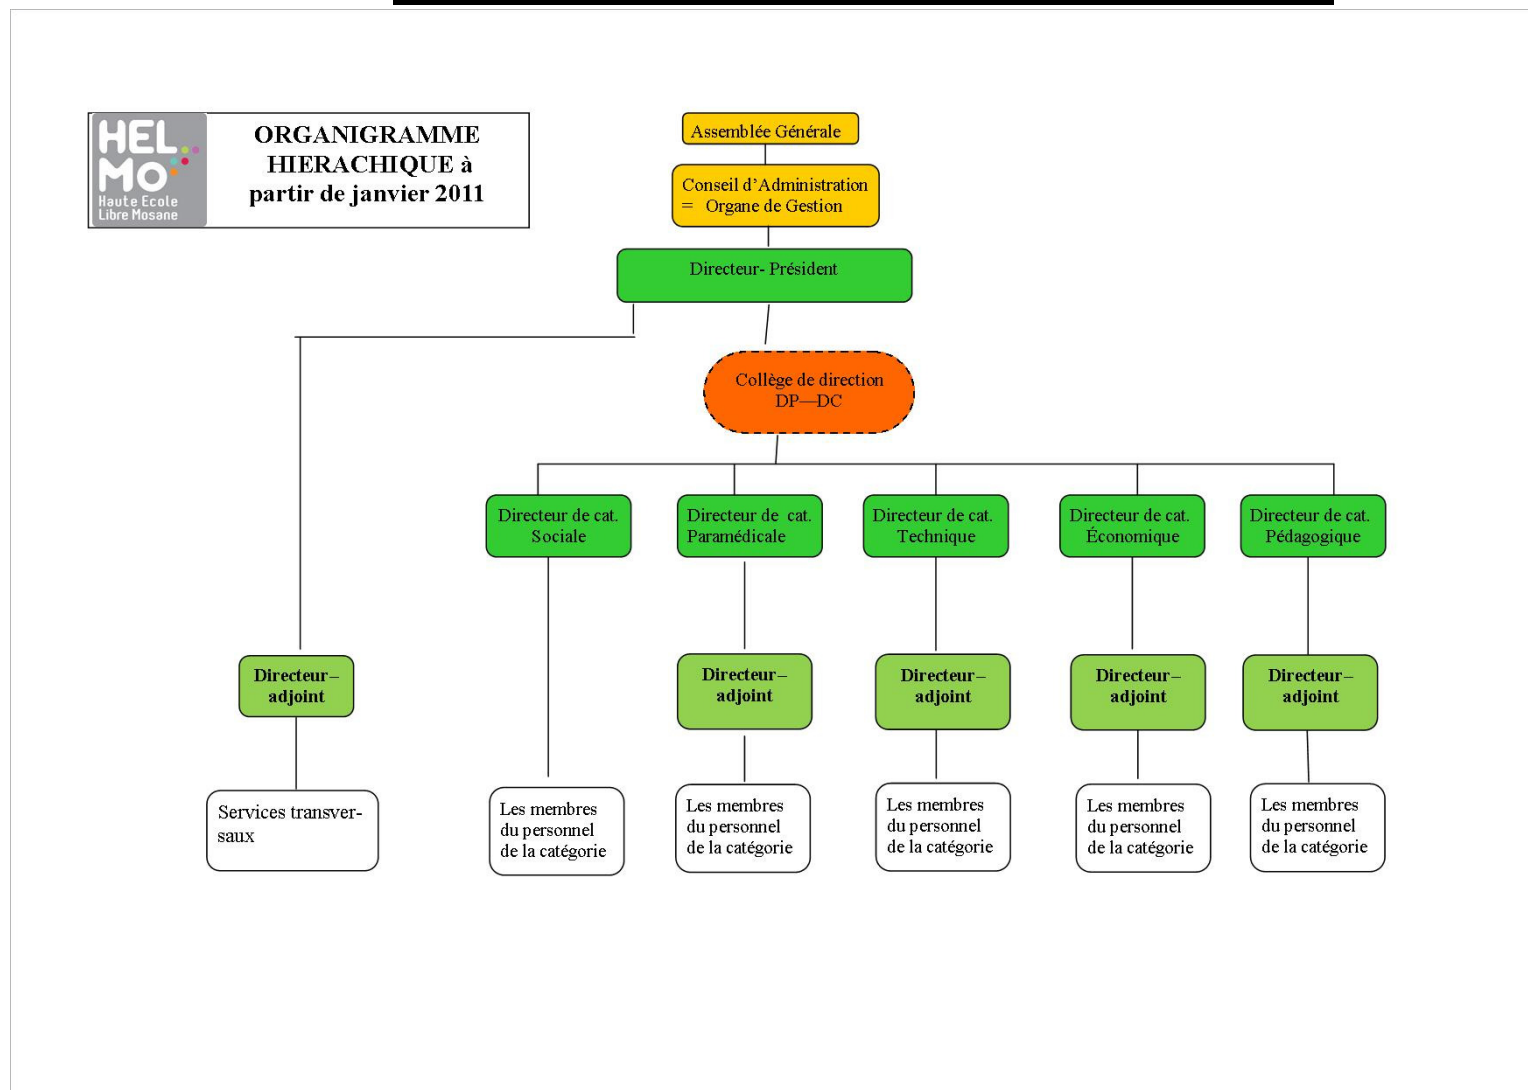 HEL
MO
Haute Ecole
Libre Mosane
ORGANIGRAMME
HIERACHIQUE à
partir de janvier 2011
Assemblée Générale
Conseil d’Administration
= Organe de Gestion
Directeur- Président
Collège de direction
DP—DC
Directeur de cat.
Sociale
Directeur de cat.
Paramédicale
Directeur de cat.
Technique
Directeur de cat.
Économique
Directeur de cat.
Pédagogique
Directeur–
adjoint
Directeur–
adjoint
Directeur–
adjoint
Directeur–
adjoint
Directeur–
adjoint
Services transver-
saux
Les membres
du personnel
de la catégorie
Les membres
du personnel
de la catégorie
Les membres
du personnel
de la catégorie
Les membres
du personnel
de la catégorie
Les membres
du personnel
de la catégorie